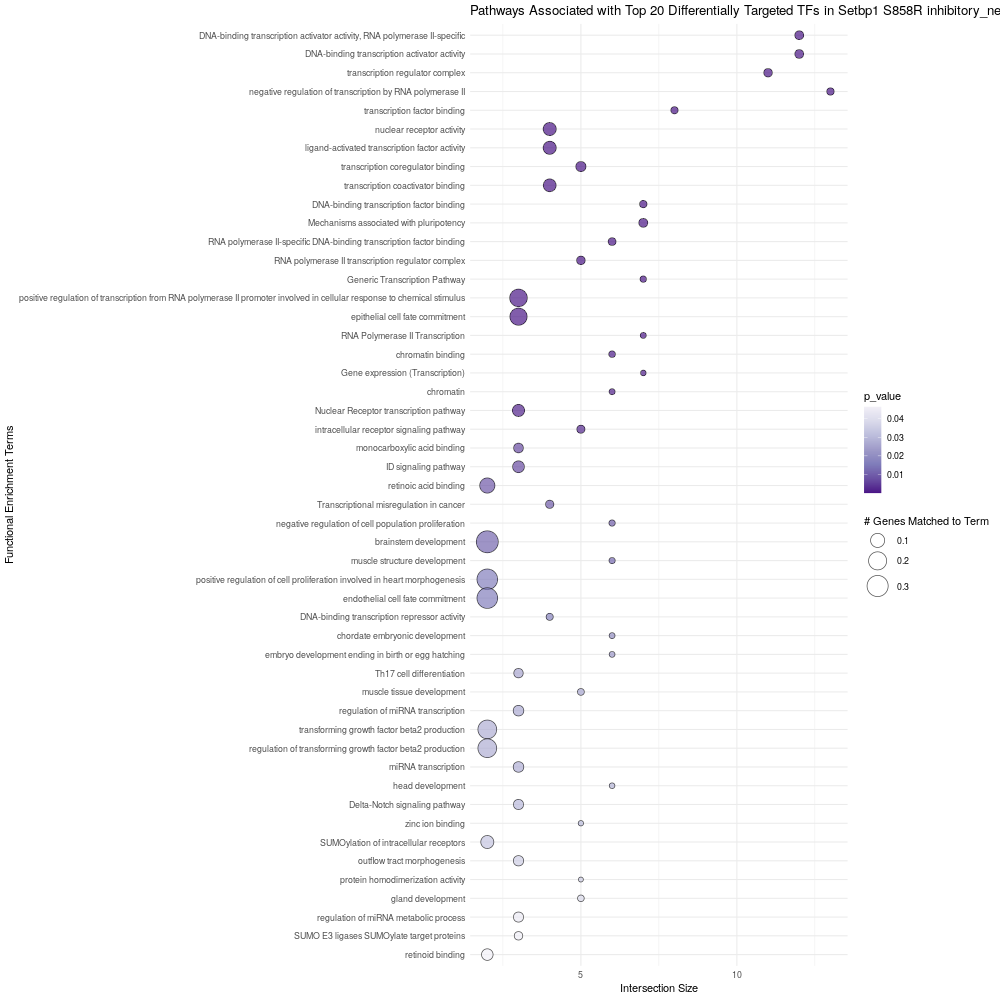 Pathways Associated with Top 20 Differentially Targeted TFs in Setbp1 S858R inhibitory_ne
DNA-binding transcription activator activity, RNA polymerase II-specific
DNA-binding transcription activator activity
transcription regulator complex
negative regulation of transcription by RNA polymerase II
transcription factor binding
nuclear receptor activity
ligand-activated transcription factor activity
transcription coregulator binding
transcription coactivator binding
DNA-binding transcription factor binding
Mechanisms associated with pluripotency
RNA polymerase II-specific DNA-binding transcription factor binding
RNA polymerase II transcription regulator complex
Generic Transcription Pathway
positive regulation of transcription from RNA polymerase II promoter involved in cellular response to chemical stimulus
epithelial cell fate commitment
RNA Polymerase II Transcription
chromatin binding
Gene expression (Transcription)
chromatin
Nuclear Receptor transcription pathway
intracellular receptor signaling pathway
monocarboxylic acid binding
ID signaling pathway
retinoic acid binding
Transcriptional misregulation in cancer
negative regulation of cell population proliferation
brainstem development
muscle structure development
positive regulation of cell proliferation involved in heart morphogenesis
endothelial cell fate commitment
DNA-binding transcription repressor activity
chordate embryonic development
embryo development ending in birth or egg hatching
Th17 cell differentiation
muscle tissue development
regulation of miRNA transcription
transforming growth factor beta2 production
regulation of transforming growth factor beta2 production
miRNA transcription
head development
Delta-Notch signaling pathway
zinc ion binding
SUMOylation of intracellular receptors
outflow tract morphogenesis
protein homodimerization activity
gland development
regulation of miRNA metabolic process
SUMO E3 ligases SUMOylate target proteins
retinoid binding
5
10
Intersection Size
Functional Enrichment Terms
p_value
0.04
0.03
0.02
0.01
# Genes Matched to Term
0.1
0.2
0.3